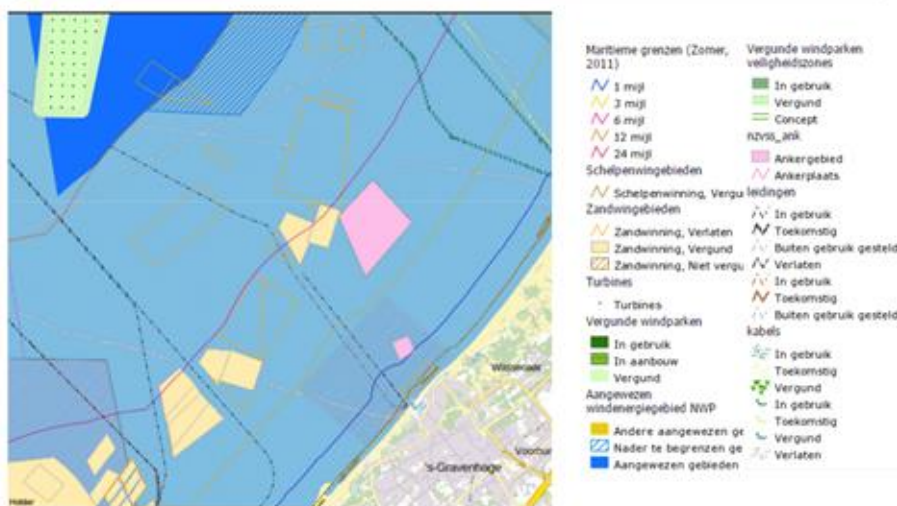 Wassenaar
Voorbur
's-Gravenhage
Holder
Maritieme grenzen (Zomer,
2011)
1 mijl
3 mijl
6 mijl
12 mijl
24 mijl
Schelpenwingebieden
Schelpenwinning, Vergu
Zandwingebieden
Zandwinning, Verlaten
Zandwinning, Vergund
Zandwinning, Niet vergu
Turbines
Turbines
Vergunde windparken
In gebruik
In aanbouw
Vergund
Aangewezen
windenergiegebied NWP
Andere aangewezen ge
Nader te begrenzen ge
Aangewezen gebieden
Vergunde windparken
veiligheidszones
In gebruik
Vergund
Concept
nzvss_ank
Ankergebied
Ankerplaats
leidingen
In gebruik
Toekomstig
Buiten gebruik gesteld
Verlaten
In gebruik
Toekomstig
Buiten gebruik gesteld
kabels
In gebruik
Toekomstig
Vergund
In gebruik
Toekomstig
Vergund
Verlaten